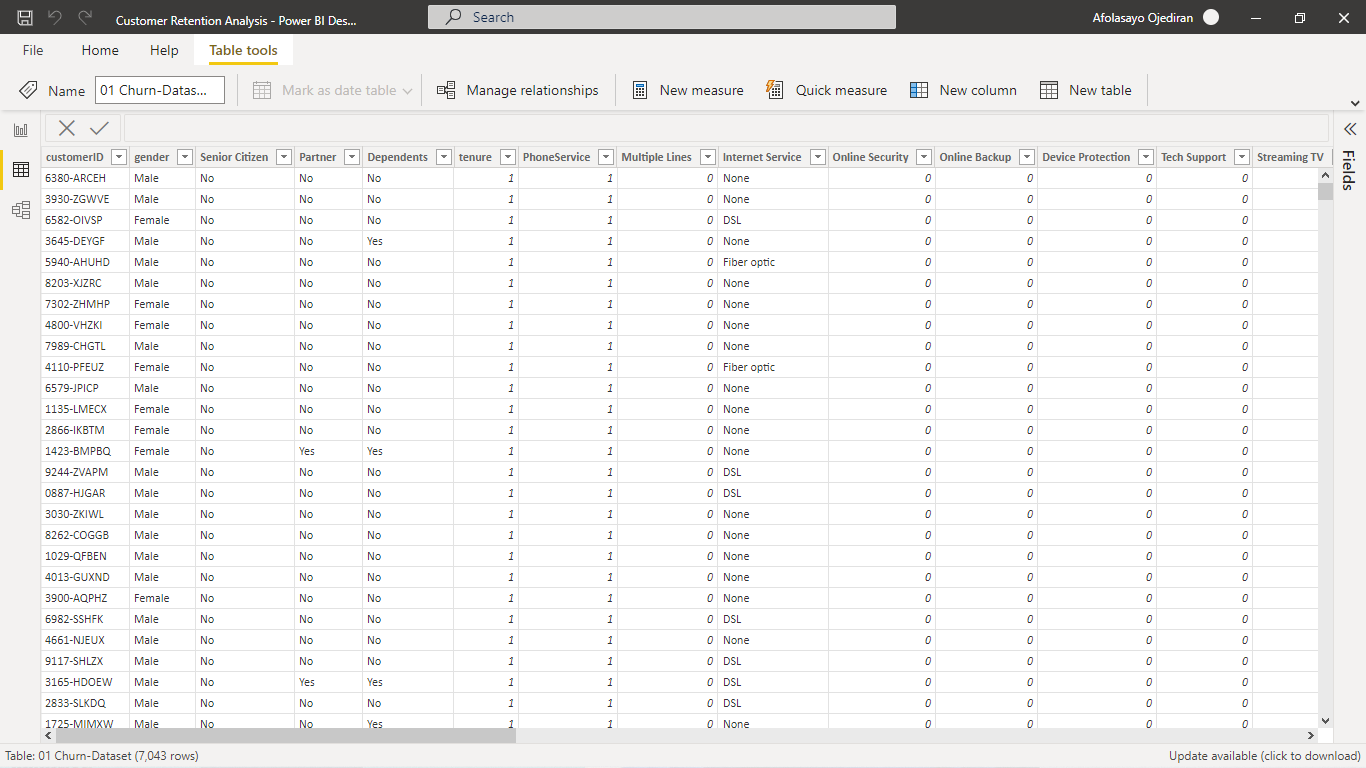 Customer Retention Analysis - Power BI Des... Search Afolasayo Ojediran
File Home Help Table tools
Name 01 Churn-Datas... Mark as date table Manage relationships New measure Quick measure New column New table
customerID gender Senior Citizen Partner Dependents tenure PhoneService Multiple Lines Internet Service Online Security Online Backup Device Protection Tech Support Streaming TV
6380-ARCEH Male No No No 1 1 0 None 0 0 0 0
3930-ZGWVE Male No No No 1 1 0 None 0 0 0 0
6582-OIVSP Female No No No 1 1 0 DSL 0 0 0 0
3645-DEYGF Male No No Yes 1 1 0 None 0 0 0 0
5940-AHUHD Male No No No 1 1 0 Fiber optic 0 0 0 0
8203-XJZRC Male No No No 1 1 0 None 0 0 0 0
7302-ZHMHP Female No No No 1 1 0 None 0 0 0 0
4800-VHZKI Female No No No 1 1 0 None 0 0 0 0
7989-CHGTL Male No No No 1 1 0 None 0 0 0 0
4110-PFEUZ Female No No No 1 1 0 Fiber optic 0 0 0 0
6579-JPICP Male No No No 1 1 0 None 0 0 0 0
1135-LMECX Female No No No 1 1 0 None 0 0 0 0
2866-IKBTM Female No No No 1 1 0 None 0 0 0 0
1423-BMPBQ Female No Yes Yes 1 1 0 None 0 0 0 0
9244-ZVAPM Male No No No 1 1 0 DSL 0 0 0 0
0887-HJGAR Male No No No 1 1 0 DSL 0 0 0 0
3030-ZKIWL Male No No No 1 1 0 None 0 0 0 0
8262-COGGB Male No No No 1 1 0 None 0 0 0 0
1029-QFBEN Male No No No 1 1 0 None 0 0 0 0
4013-GUXND Male No No No 1 1 0 None 0 0 0 0
3900-AQPHZ Female No No No 1 1 0 None 0 0 0 0
6982-SSHFK Male No No No 1 1 0 DSL 0 0 0 0
4661-NJEUX Male No No No 1 1 0 None 0 0 0 0
9117-SHLZX Male No No No 1 1 0 DSL 0 0 0 0
3165-HDOEW Male No Yes Yes 1 1 0 DSL 0 0 0 0
2833-SLKDQ Male No No No 1 1 0 DSL 0 0 0 0
1725-MIMXW Male No No Yes 1 1 0 None 0 0 0 0
Fields
Table: 01 Churn-Dataset (7,043 rows) Update available (click to download)